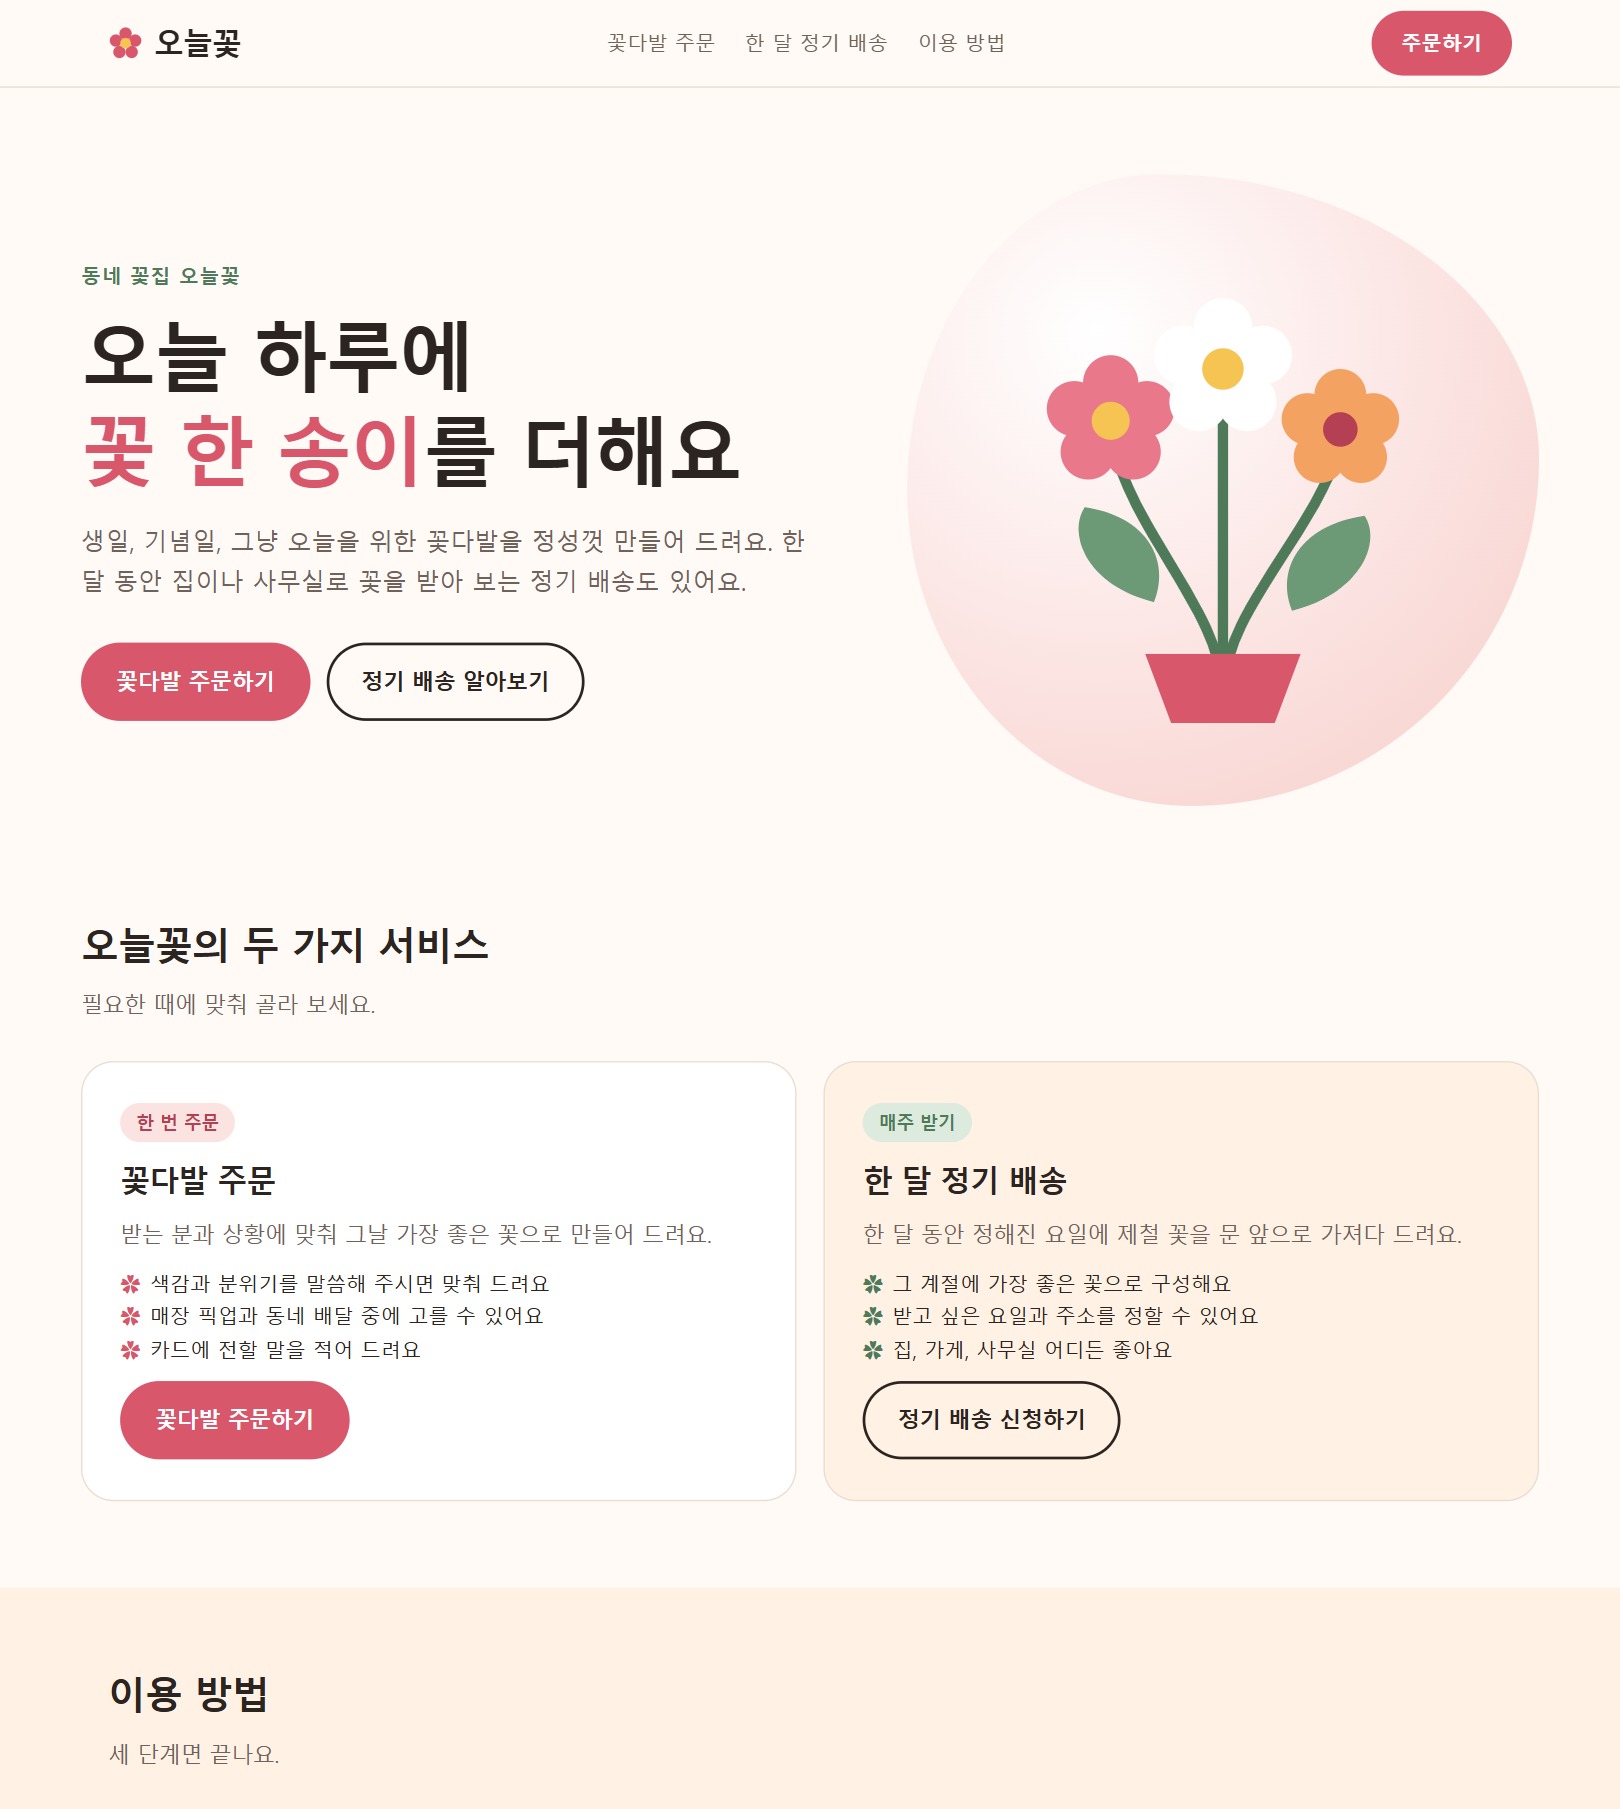 오늘꽃
꽃다발 주문
한 달 정기 배송
이용 방법
주문하기
동네 꽃집 오늘꽃
오늘 하루에
꽃 한 송이를 더해요
생일, 기념일, 그냥 오늘을 위한 꽃다발을 정성껏 만들어 드려요. 한
달 동안 집이나 사무실로 꽃을 받아 보는 정기 배송도 있어요.
꽃다발 주문하기
정기 배송 알아보기
오늘꽃의 두 가지 서비스
필요한 때에 맞춰 골라 보세요.
한 번 주문
꽃다발 주문
받는 분과 상황에 맞춰 그날 가장 좋은 꽃으로 만들어 드려요.
색감과 분위기를 말씀해 주시면 맞춰 드려요
매장 픽업과 동네 배달 중에 고를 수 있어요
카드에 전할 말을 적어 드려요
꽃다발 주문하기
매주 받기
한 달 정기 배송
한 달 동안 정해진 요일에 제철 꽃을 문 앞으로 가져다 드려요.
그 계절에 가장 좋은 꽃으로 구성해요
받고 싶은 요일과 주소를 정할 수 있어요
집, 가게, 사무실 어디든 좋아요
정기 배송 신청하기
이용 방법
세 단계면 끝나요.